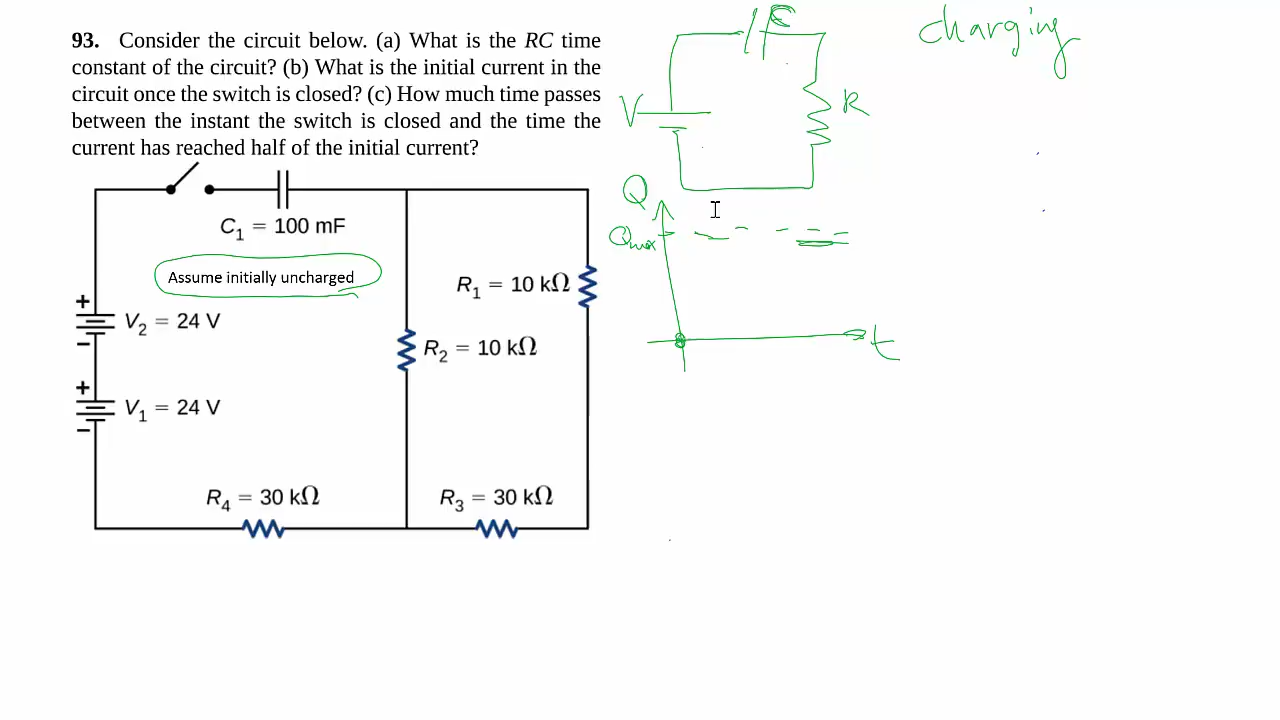 93. Consider the circuit below. (a) What is the RC time
constant of the circuit? (b) What is the initial current in the
circuit once the switch is closed? (c) How much time passes
between the instant the switch is closed and the time the
current has reached half of the initial current?
C1 = 100 mF
Assume initially uncharged
R1 = 10 kΩ
+
V2 = 24 V
−
R2 = 10 kΩ
+
V1 = 24 V
−
R4 = 30 kΩ
R3 = 30 kΩ
C
charging
V
R
Q
Qmax
t